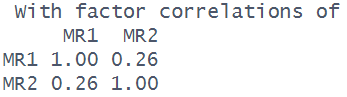 With factor correlations of
MR1 MR2
MR1 1.00 0.26
MR2 0.26 1.00